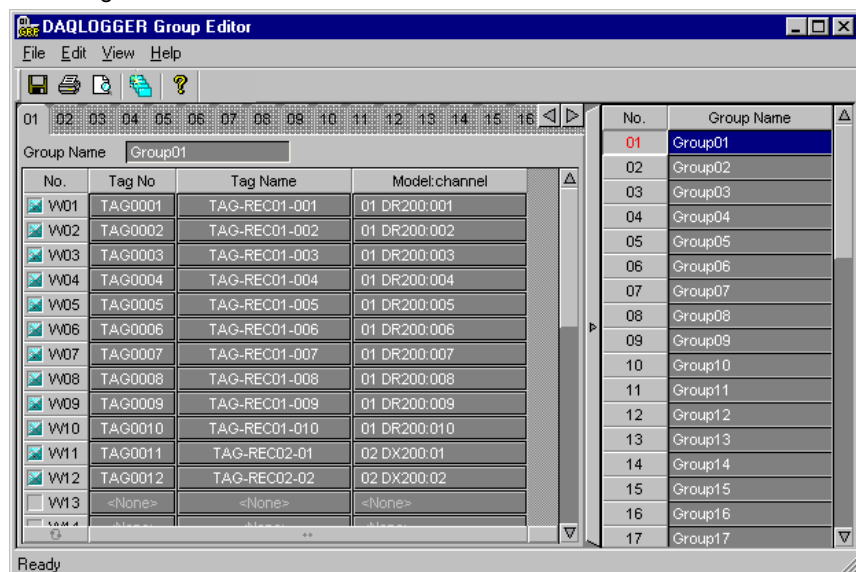 DAQLOGGER Group Editor
File Edit View Help
01 02 03 04 05 06 07 08 09 10 11 12 13 14 15 16
Group Name Group01
No. Tag No Tag Name Model:channel
W01 TAG0001 TAG-REC01-001 01 DR200:001
W02 TAG0002 TAG-REC01-002 01 DR200:002
W03 TAG0003 TAG-REC01-003 01 DR200:003
W04 TAG0004 TAG-REC01-004 01 DR200:004
W05 TAG0005 TAG-REC01-005 01 DR200:005
W06 TAG0006 TAG-REC01-006 01 DR200:006
W07 TAG0007 TAG-REC01-007 01 DR200:007
W08 TAG0008 TAG-REC01-008 01 DR200:008
W09 TAG0009 TAG-REC01-009 01 DR200:009
W10 TAG0010 TAG-REC01-010 01 DR200:010
W11 TAG0011 TAG-REC02-01 02 DX200:01
W12 TAG0012 TAG-REC02-02 02 DX200:02
W13 <None> <None> <None>
No. Group Name
01 Group01
02 Group02
03 Group03
04 Group04
05 Group05
06 Group06
07 Group07
08 Group08
09 Group09
10 Group10
11 Group11
12 Group12
13 Group13
14 Group14
15 Group15
16 Group16
17 Group17
Ready